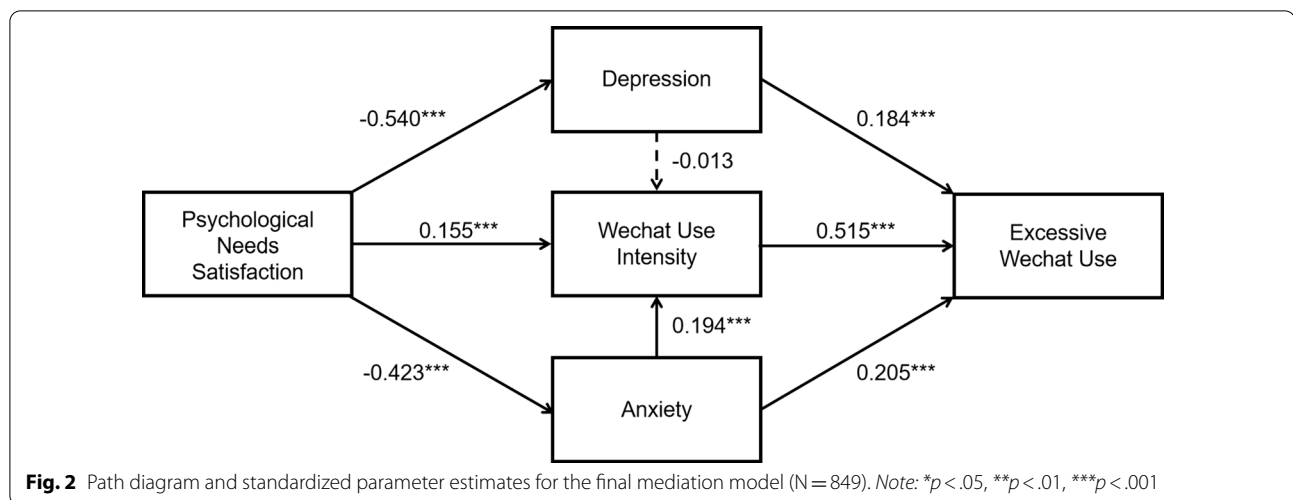 Depression
-0.540***
0.184***
-0.013
Psychological
Needs
Satisfaction
0.155***
Wechat Use
Intensity
0.515***
Excessive
Wechat Use
0.194***
-0.423***
0.205***
Anxiety
Fig. 2 Path diagram and standardized parameter estimates for the final mediation model (N = 849). Note: *p < .05, **p < .01, ***p < .001